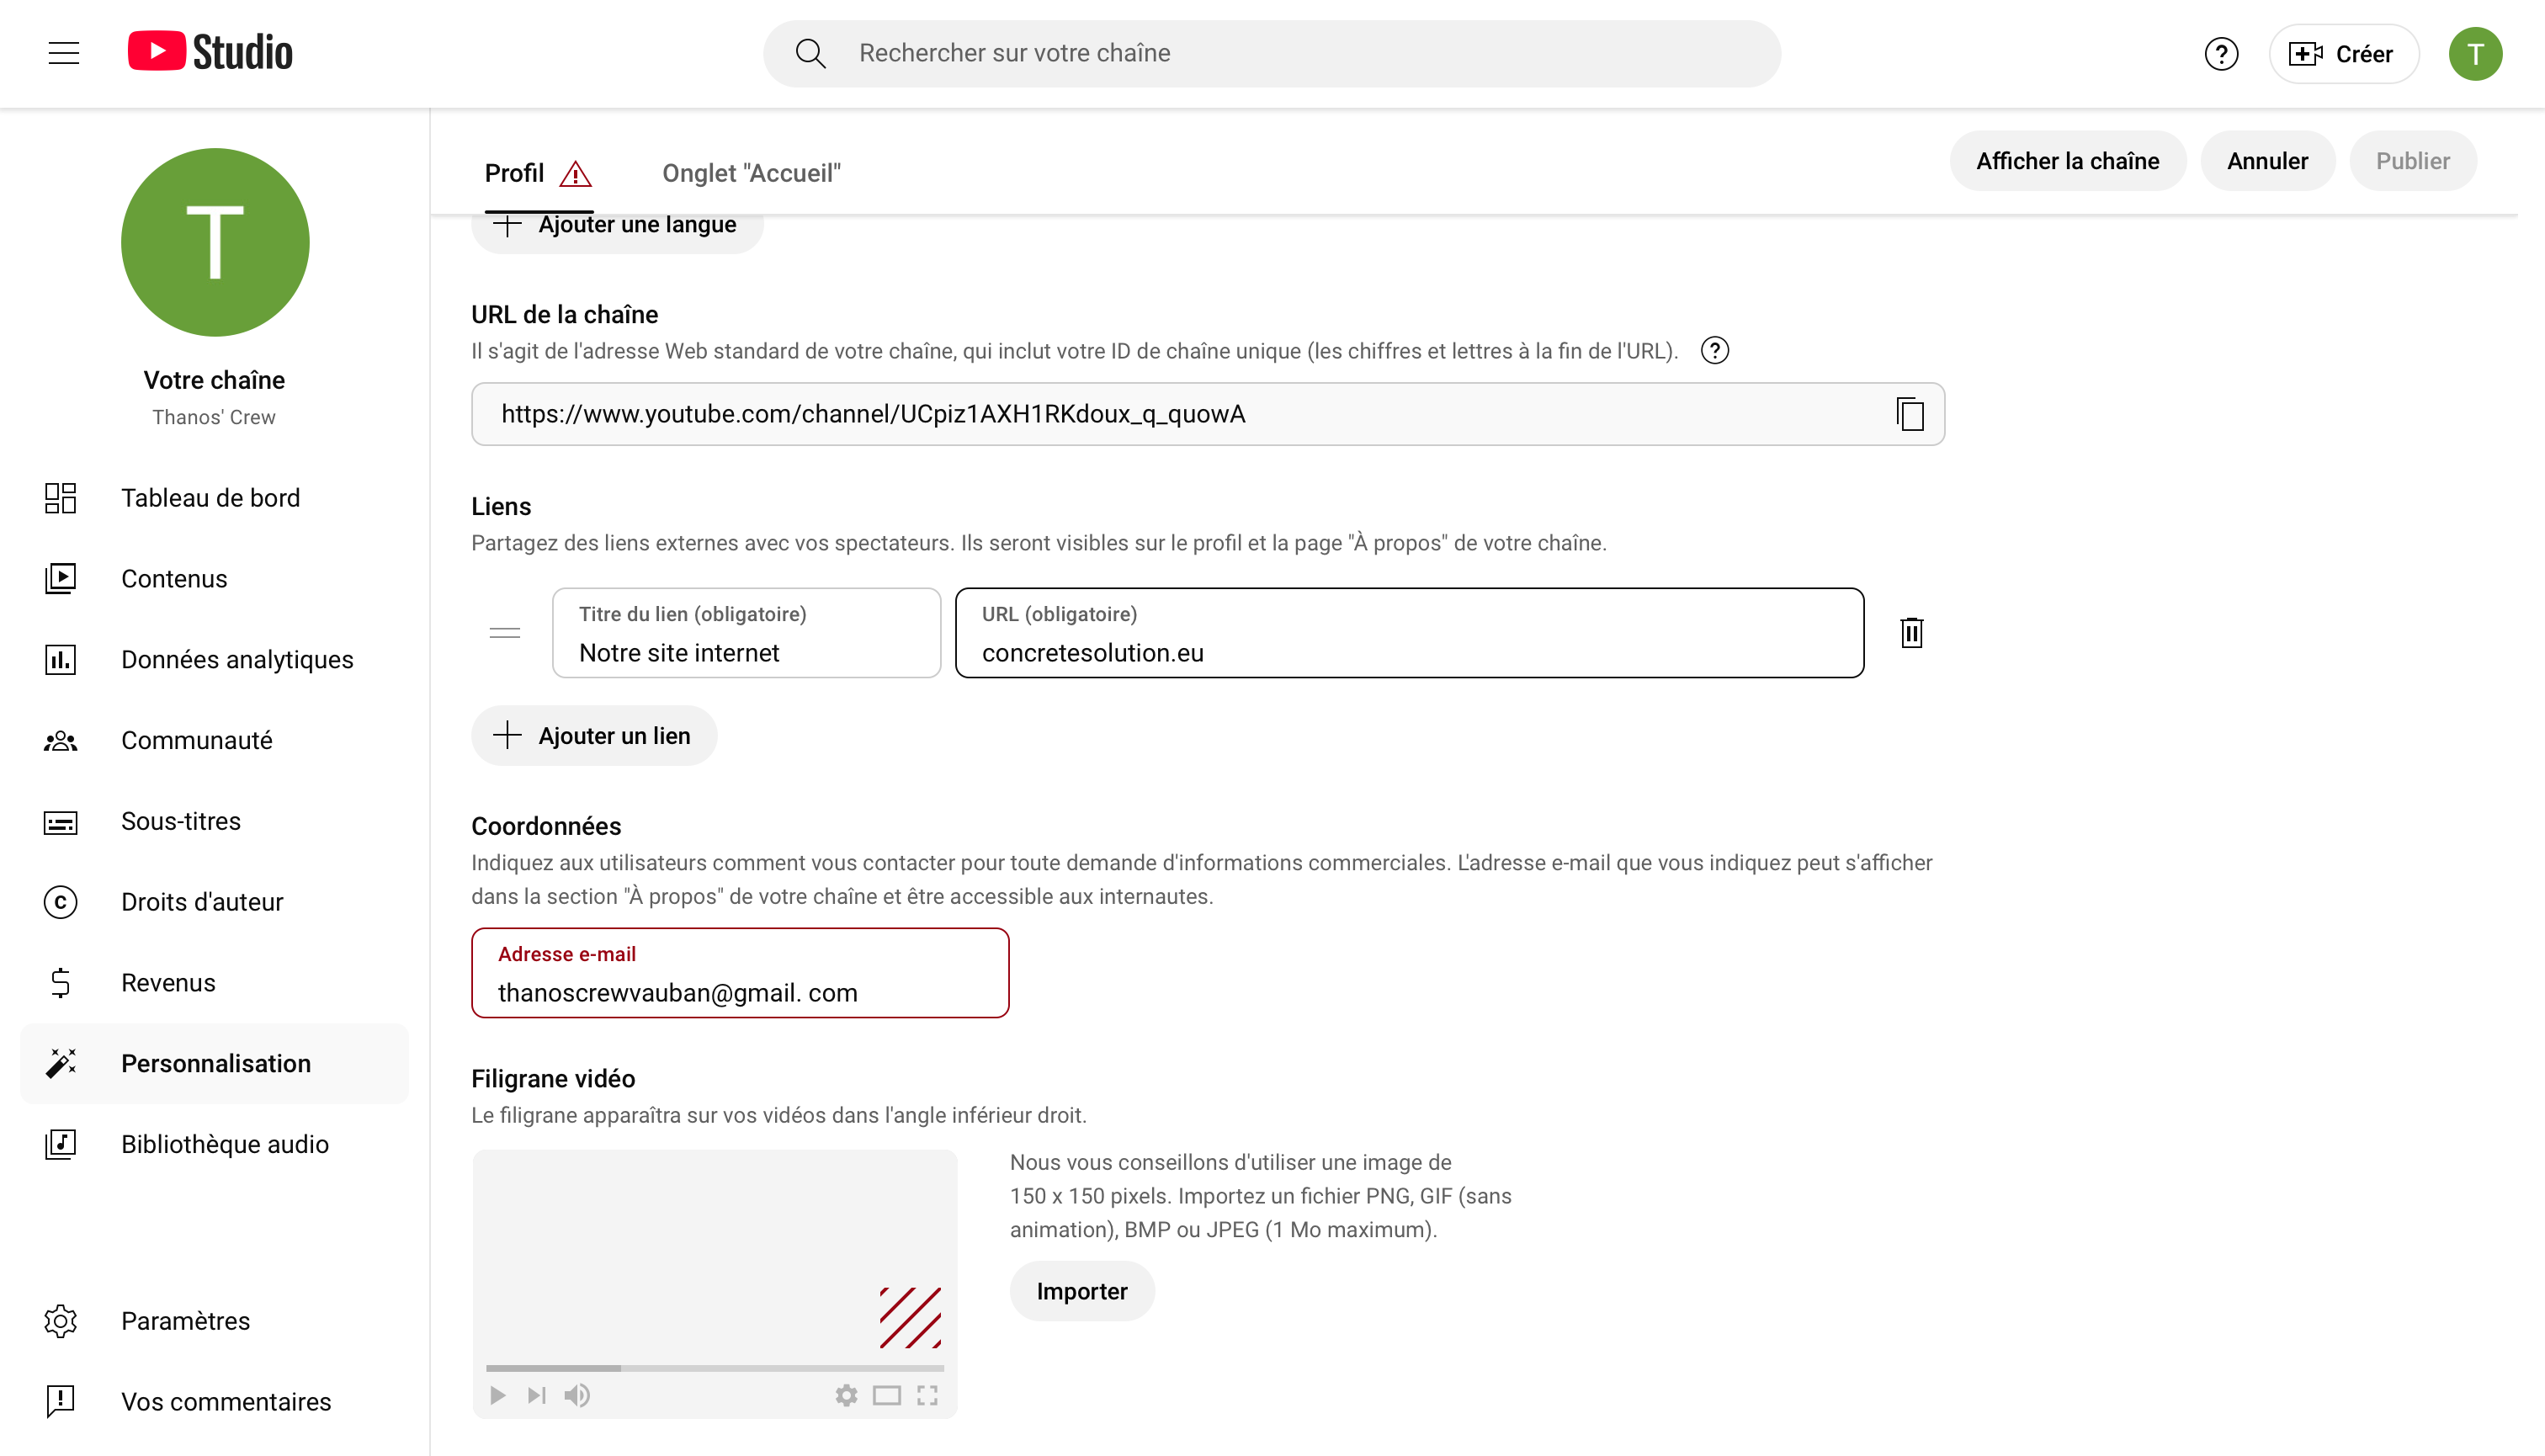 Studio
Rechercher sur votre chaîne
Créer
T
T
Votre chaîne
Thanos' Crew
Tableau de bord
Contenus
Données analytiques
Communauté
Sous-titres
Droits d'auteur
Revenus
Personnalisation
Bibliothèque audio
Paramètres
Vos commentaires
Profil
Onglet "Accueil"
Afficher la chaîne
Annuler
Publier
Ajouter une langue
URL de la chaîne
Il s'agit de l'adresse Web standard de votre chaîne, qui inclut votre ID de chaîne unique (les chiffres et lettres à la fin de l'URL).
https://www.youtube.com/channel/UCpiz1AXH1RKdoux_q_quowA
Liens
Partagez des liens externes avec vos spectateurs. Ils seront visibles sur le profil et la page "À propos" de votre chaîne.
Titre du lien (obligatoire)
Notre site internet
URL (obligatoire)
concretesolution.eu
Ajouter un lien
Coordonnées
Indiquez aux utilisateurs comment vous contacter pour toute demande d'informations commerciales. L'adresse e-mail que vous indiquez peut s'afficher
dans la section "À propos" de votre chaîne et être accessible aux internautes.
Adresse e-mail
thanoscrewvauban@gmail. com
Filigrane vidéo
Le filigrane apparaîtra sur vos vidéos dans l'angle inférieur droit.
Nous vous conseillons d'utiliser une image de
150 x 150 pixels. Importez un fichier PNG, GIF (sans
animation), BMP ou JPEG (1 Mo maximum).
Importer